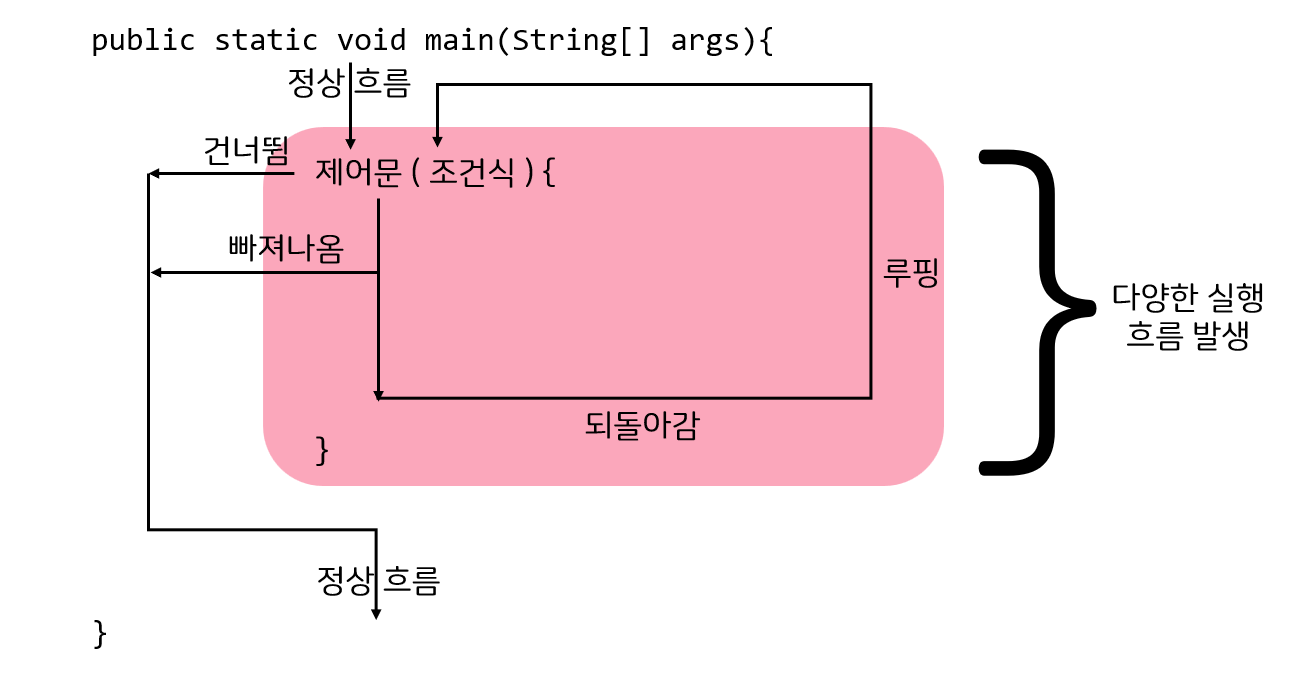 public static void main(String[] args){
정상 흐름
건너뜀
제어문 ( 조건식 ) {
빠져나옴
루핑
다양한 실행
흐름 발생
되돌아감
}
정상 흐름
}